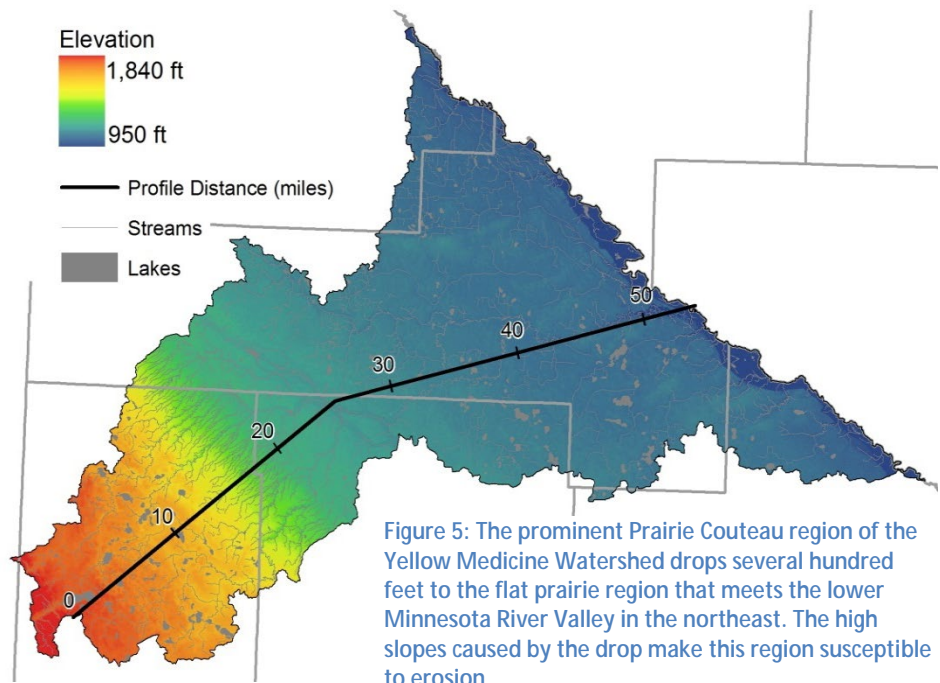 Elevation
1,840 ft
950 ft
Profile Distance (miles)
Streams
Lakes
50
40
30
20
10
0
Figure 5: The prominent Prairie Couteau region of the
Yellow Medicine Watershed drops several hundred
feet to the flat prairie region that meets the lower
Minnesota River Valley in the northeast. The high
slopes caused by the drop make this region susceptible
to erosion